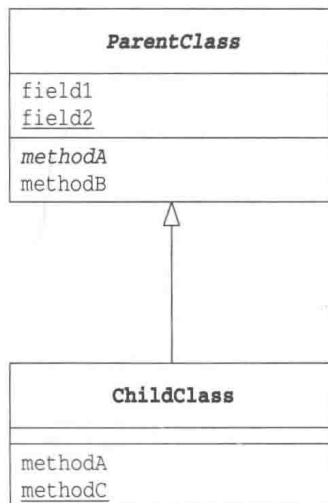 ParentClass
field1
field2
methodA
methodB
ChildClass
methodA
methodC